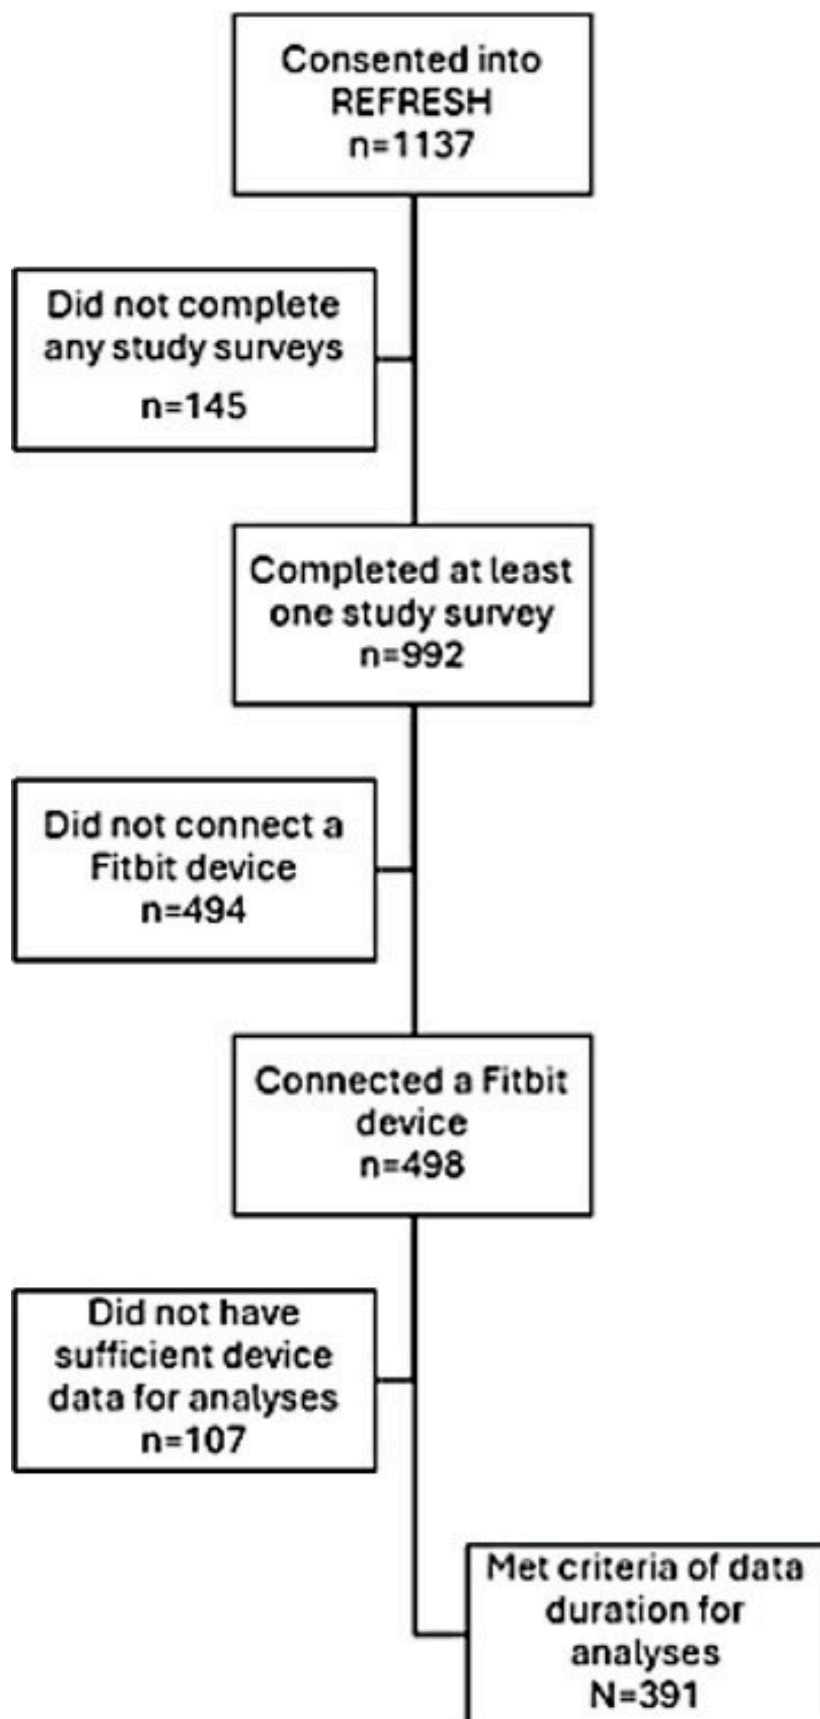 Consented into
REFRESH
n=1137
Did not complete
any study surveys
n=145
Completed at least
one study survey
n=992
Did not connect a
Fitbit device
n=494
Connected a Fitbit
device
n=498
Did not have
sufficient device
data for analyses
n=107
Met criteria of data
duration for
analyses
N=391